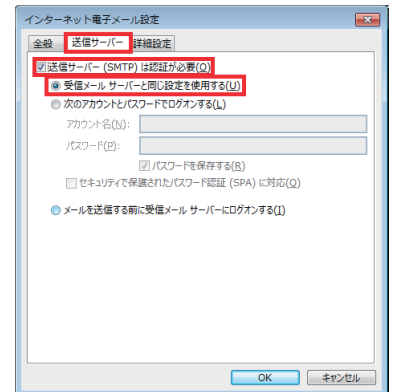 インターネット電子メール設定
全般 送信サーバー 詳細設定
送信サーバー (SMTP) は認証が必要(O)
受信メール サーバーと同じ設定を使用する(U)
次のアカウントとパスワードでログオンする(L)
アカウント名(N):
パスワード(P):
パスワードを保存する(R)
セキュリティで保護されたパスワード認証 (SPA) に対応(Q)
メールを送信する前に受信メール サーバーにログオンする(I)
OK キャンセル